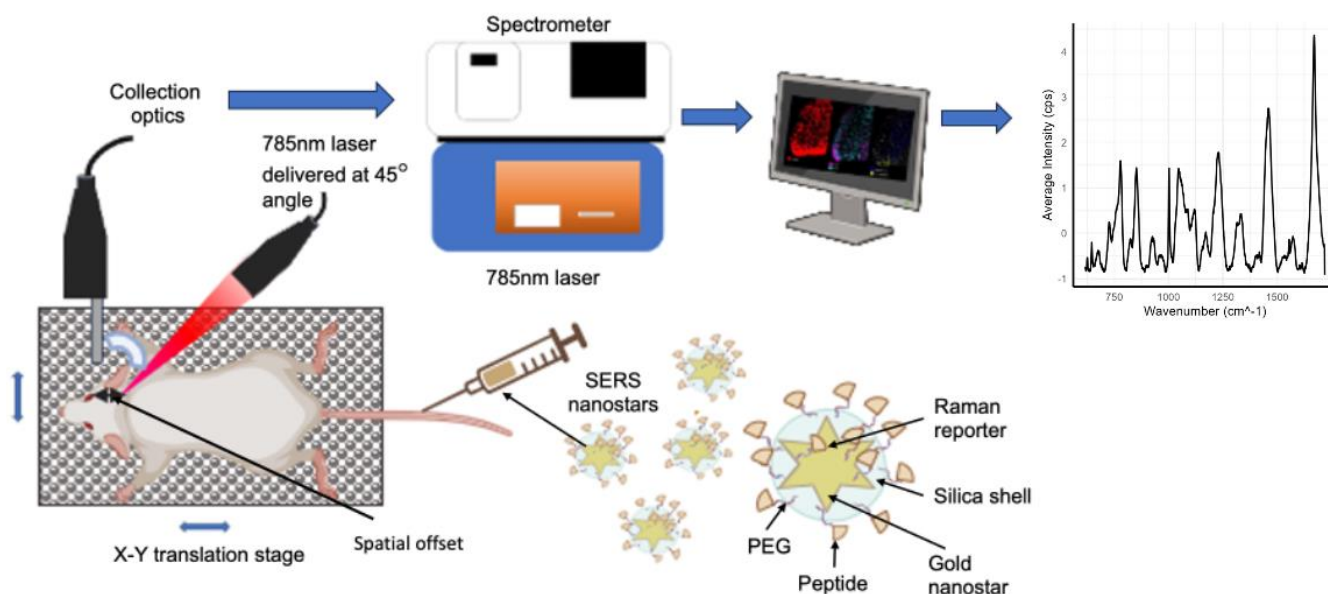 Spectrometer
Collection
optics
785nm laser
delivered at 45°
angle
785nm laser
Average Intensity (cps)
4
3
2
1
0
-1
750
1000
1250
1500
Wavenumber (cm^-1)
SERS
nanostars
Raman
reporter
Silica shell
PEG
Peptide
Gold
nanostar
Spatial offset
X-Y translation stage